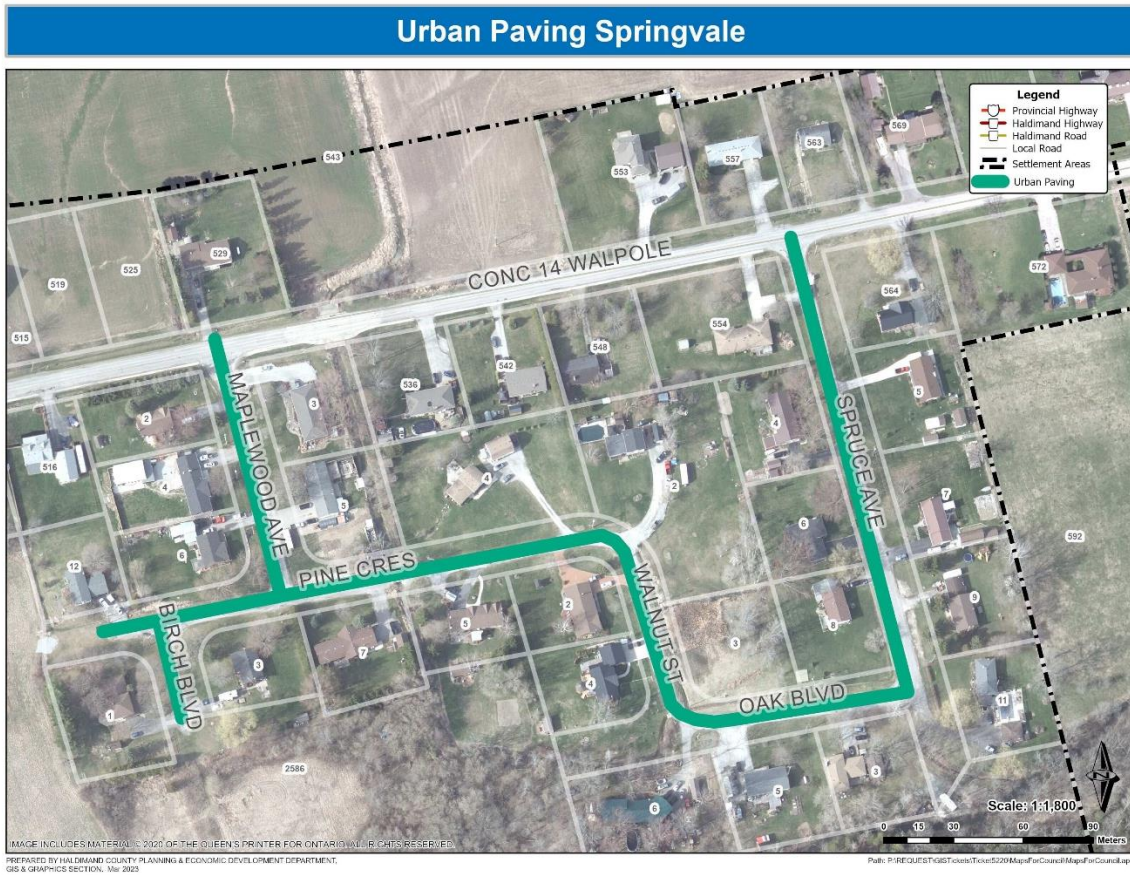 Urban Paving Springvale
Legend
Provincial Highway
Haldimand Highway
Haldimand Road
Local Road
Settlement Areas
Urban Paving
543
553
557
563
569
572
564
519
525
529
515
CONC 14 WALPOLE
554
548
542
536
MAPLEWOOD AVE
SPRUCE AVE
2
3
4
5
516
4
5
4
2
7
6
6
12
592
PINE CRES
BIRCH BLVD
WALNUT ST
2
5
7
3
3
8
9
4
1
11
OAK BLVD
2586
6
5
3
N
Scale: 1:1,800
0 15 30 60 90
Meters
IMAGE INCLUDES MATERIAL © 2020 OF THE QUEEN'S PRINTER FOR ONTARIO. ALL RIGHTS RESERVED.
PREPARED BY HALDIMAND COUNTY PLANNING & ECONOMIC DEVELOPMENT DEPARTMENT,
GIS & GRAPHICS SECTION. Mar 2023